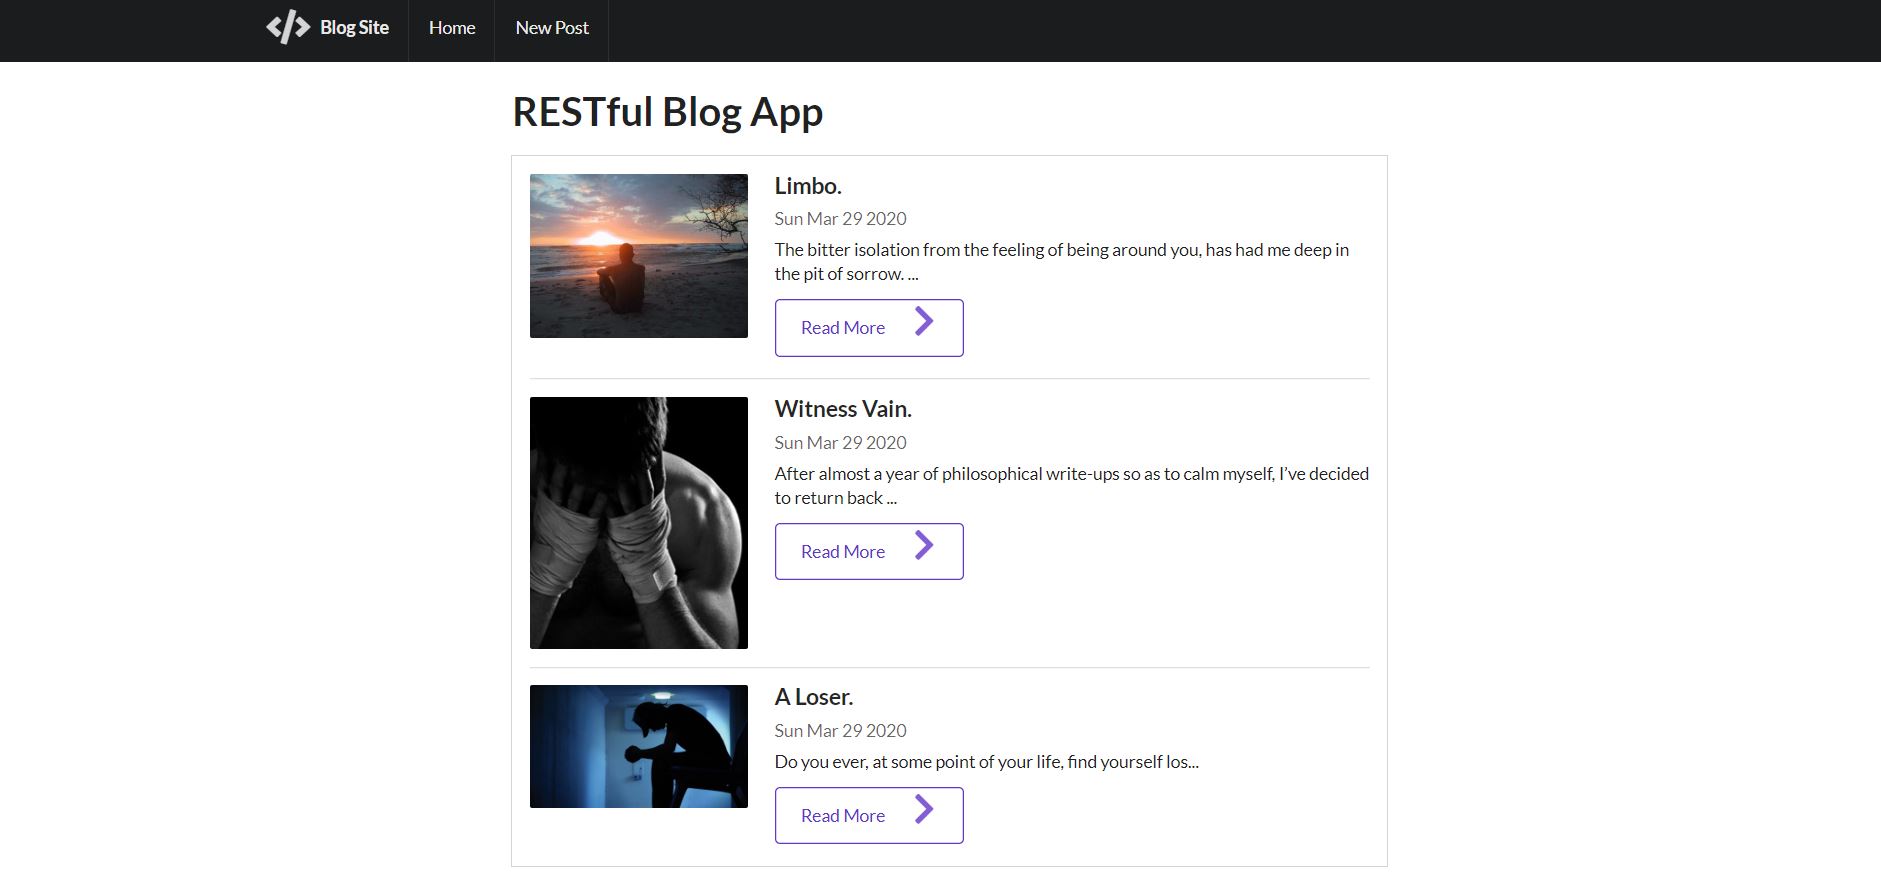 Blog Site
Home
New Post
RESTful Blog App
Limbo.
Sun Mar 29 2020
The bitter isolation from the feeling of being around you, has had me deep in
the pit of sorrow. ...
Read More
Witness Vain.
Sun Mar 29 2020
After almost a year of philosophical write-ups so as to calm myself, I’ve decided
to return back ...
Read More
A Loser.
Sun Mar 29 2020
Do you ever, at some point of your life, find yourself los...
Read More